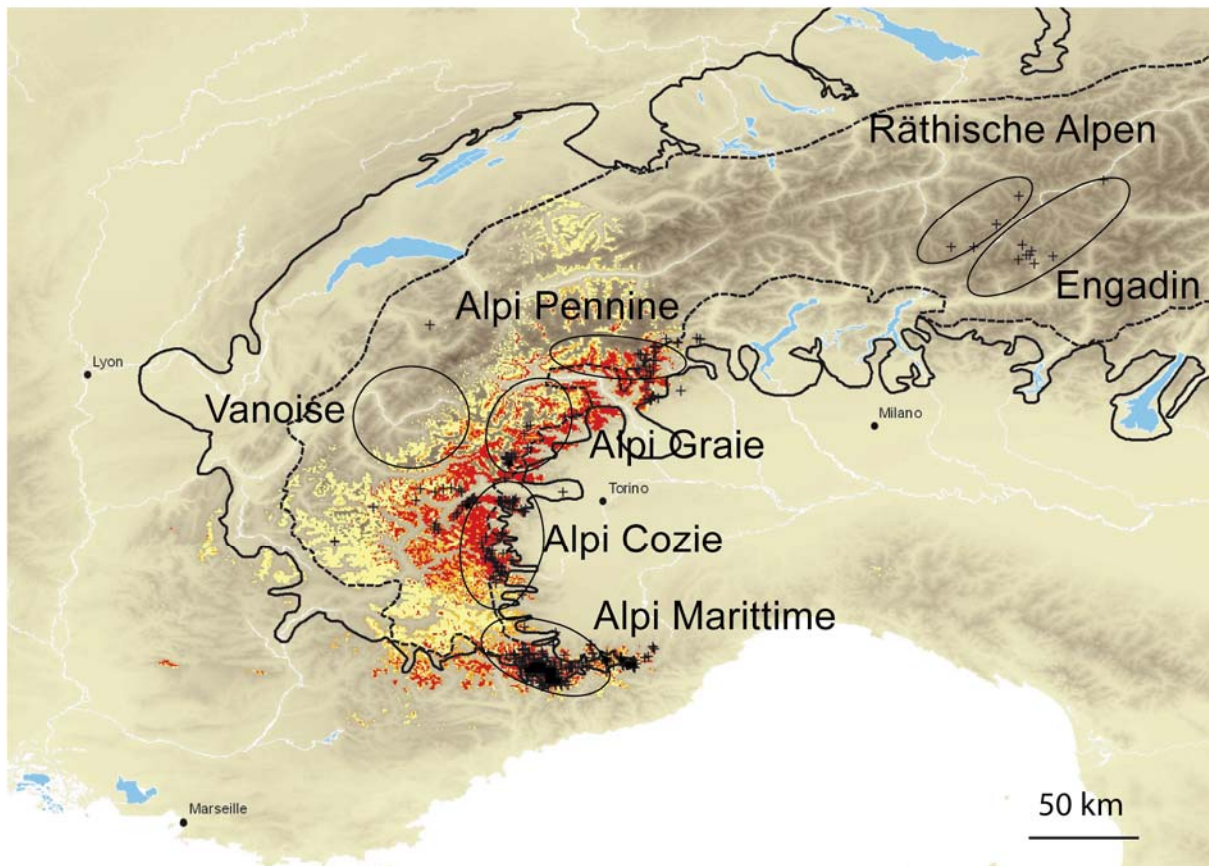 Räthische Alpen
Engadin
Alpi Pennine
Lyon
Vanoise
Milano
Alpi Graie
Torino
Alpi Cozie
Alpi Marittime
Marseille
50 km